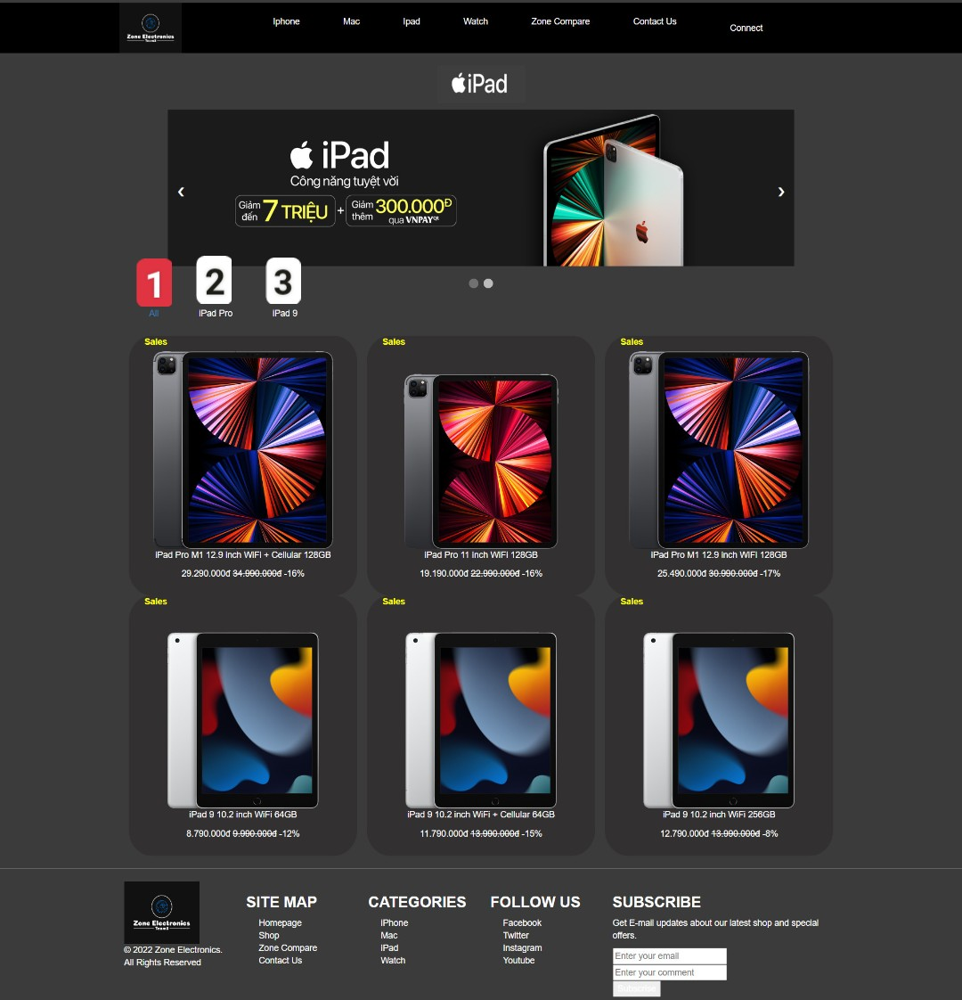 Zone Electronics
Team3
Iphone
Mac
Ipad
Watch
Zone Compare
Contact Us
Connect
iPad
iPad
Công năng tuyệt vời
Giảm đến 7 TRIỆU + Giảm thêm 300.000Đ qua VNPAYQR
‹
›
1
2
3
All
iPad Pro
iPad 9
Sales
iPad Pro M1 12.9 inch WiFi + Cellular 128GB
29.290.000đ 34.990.000đ -16%
Sales
iPad Pro 11 inch WiFi 128GB
19.190.000đ 22.990.000đ -16%
Sales
iPad Pro M1 12.9 inch WiFi 128GB
25.490.000đ 30.990.000đ -17%
Sales
iPad 9 10.2 inch WiFi 64GB
8.790.000đ 9.990.000đ -12%
Sales
iPad 9 10.2 inch WiFi + Cellular 64GB
11.790.000đ 13.990.000đ -15%
Sales
iPad 9 10.2 inch WiFi 256GB
12.790.000đ 13.990.000đ -8%
Zone Electronics
Team3
© 2022 Zone Electronics.
All Rights Reserved
SITE MAP
Homepage
Shop
Zone Compare
Contact Us
CATEGORIES
iPhone
Mac
iPad
Watch
FOLLOW US
Facebook
Twitter
Instagram
Youtube
SUBSCRIBE
Get E-mail updates about our latest shop and special
offers.
Enter your email
Enter your comment